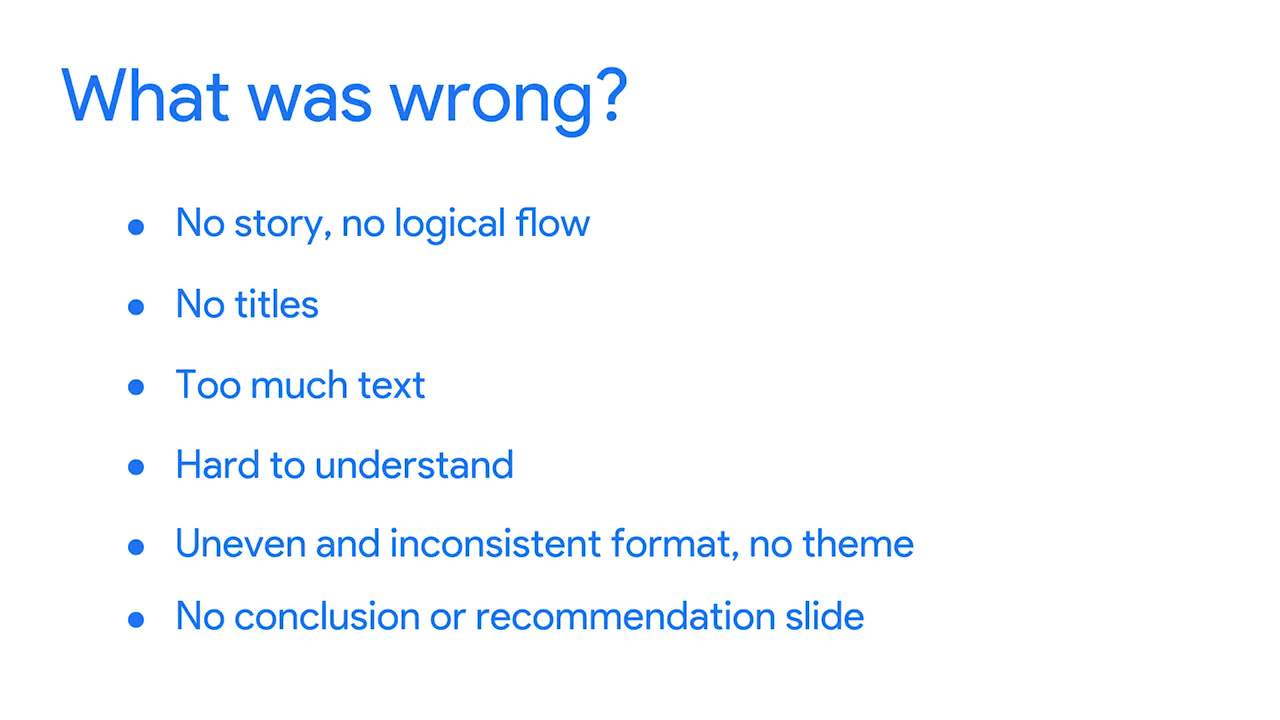 What was wrong?
● No story, no logical flow
● No titles
● Too much text
● Hard to understand
● Uneven and inconsistent format, no theme
● No conclusion or recommendation slide